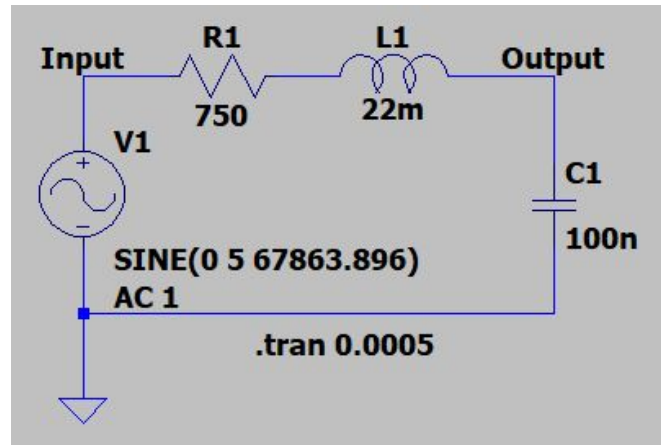 R1
L1
Input
Output
750
22m
V1
C1
100n
SINE(0 5 67863.896)
AC 1
.tran 0.0005